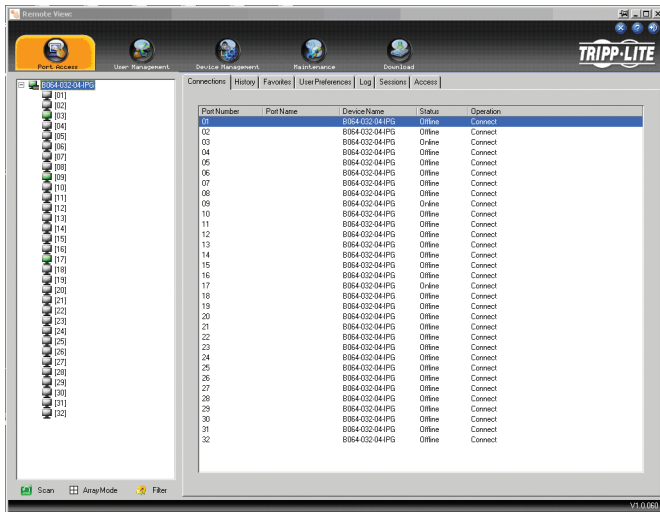 Remote View:
Port Access User Management Device Management Maintenance Download
TRIPP·LITE
B064-032-04-IPG
[01]
[02]
[03]
[04]
[05]
[06]
[07]
[08]
[09]
[10]
[11]
[12]
[13]
[14]
[15]
[16]
[17]
[18]
[19]
[20]
[21]
[22]
[23]
[24]
[25]
[26]
[27]
[28]
[29]
[30]
[31]
[32]
Scan Array Mode Filter
Connections History Favorites User Preferences Log Sessions Access
Port Number Port Name Device Name Status Operation
01 B064-032-04-IPG Offline Connect
02 B064-032-04-IPG Offline Connect
03 B064-032-04-IPG Online Connect
04 B064-032-04-IPG Offline Connect
05 B064-032-04-IPG Offline Connect
06 B064-032-04-IPG Offline Connect
07 B064-032-04-IPG Offline Connect
08 B064-032-04-IPG Offline Connect
09 B064-032-04-IPG Online Connect
10 B064-032-04-IPG Offline Connect
11 B064-032-04-IPG Offline Connect
12 B064-032-04-IPG Offline Connect
13 B064-032-04-IPG Offline Connect
14 B064-032-04-IPG Offline Connect
15 B064-032-04-IPG Offline Connect
16 B064-032-04-IPG Offline Connect
17 B064-032-04-IPG Online Connect
18 B064-032-04-IPG Offline Connect
19 B064-032-04-IPG Offline Connect
20 B064-032-04-IPG Offline Connect
21 B064-032-04-IPG Offline Connect
22 B064-032-04-IPG Offline Connect
23 B064-032-04-IPG Offline Connect
24 B064-032-04-IPG Offline Connect
25 B064-032-04-IPG Offline Connect
26 B064-032-04-IPG Offline Connect
27 B064-032-04-IPG Offline Connect
28 B064-032-04-IPG Offline Connect
29 B064-032-04-IPG Offline Connect
30 B064-032-04-IPG Offline Connect
31 B064-032-04-IPG Offline Connect
32 B064-032-04-IPG Offline Connect
V1.0.060